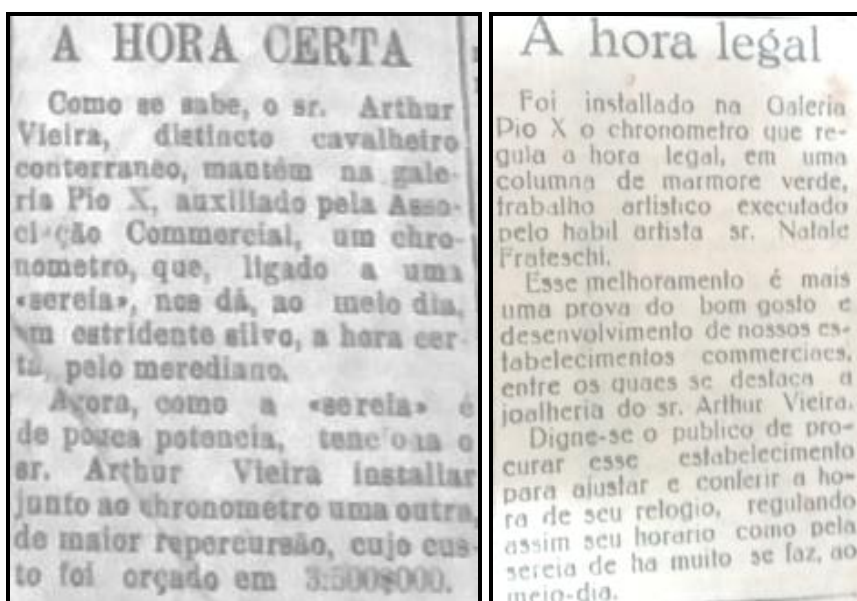 A HORA CERTA
Como se sabe, o sr. Arthur
Vieira, distincto cavalheiro
conterraneo, mantém na gale-
ria Pio X, auxiliado pela Asso-
ci ção Commercial, um chro-
nometro, que, ligado a uma
«sereia», nos dá, ao meio dia,
um estridente silvo, a hora cer-
ta, pelo merediano.
Agora, como a «sereia» é
de pouca potencia, tenc'ona o
sr. Arthur Vieira installar
junto ao chronometro uma outra,
de maior repercursão, cujo cus-
to foi orçado em 3:500$000.
A hora legal
Foi installado na Galeria
Pio X o chronometro que re-
gula a hora legal, em uma
columna de marmore verde,
trabalho artistico executado
pelo habil artista sr. Natale
Frateschi.
Esse melhoramento é mais
uma prova do bom gosto e
desenvolvimento de nossos es-
tabelecimentos commerciaes,
entre os quaes se destaca a
joalheria do sr. Arthur Vieira.
Digne-se o publico de pro-
curar esse estabelecimento
para ajustar e conferir a ho-
ra de seu relogio, regulando
assim seu horario como pela
sereia de ha muito se faz, ao
meio-dia.